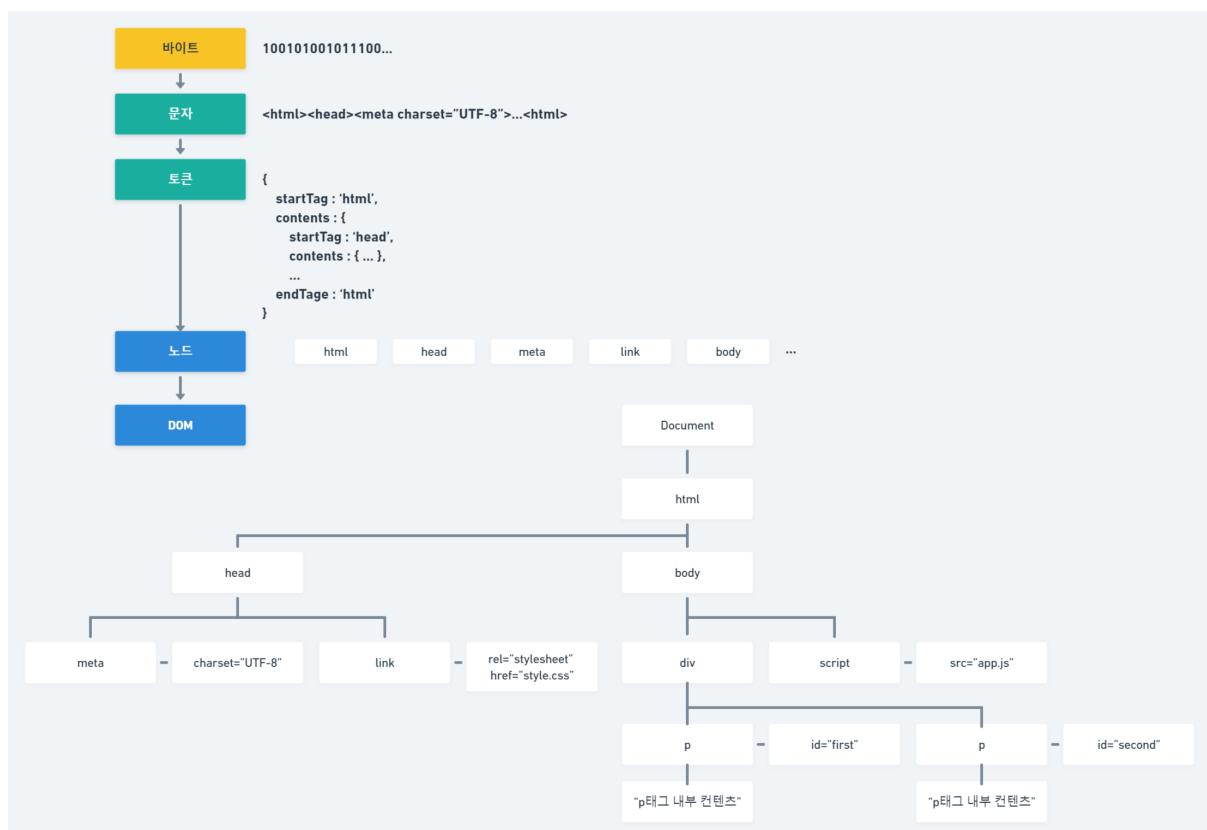 바이트
100101001011100...
문자
<html><head><meta charset="UTF-8">...<html>
토큰
{
startTag : ‘html’,
contents : {
startTag : ‘head’,
contents : { ... },
...
endTage : ‘html’
}
노드
html
head
meta
link
body
...
DOM
Document
html
head
body
meta
charset="UTF-8"
link
rel="stylesheet"
href="style.css"
div
script
src="app.js"
p
id="first"
p
id="second"
"p태그 내부 컨텐츠"
"p태그 내부 컨텐츠"